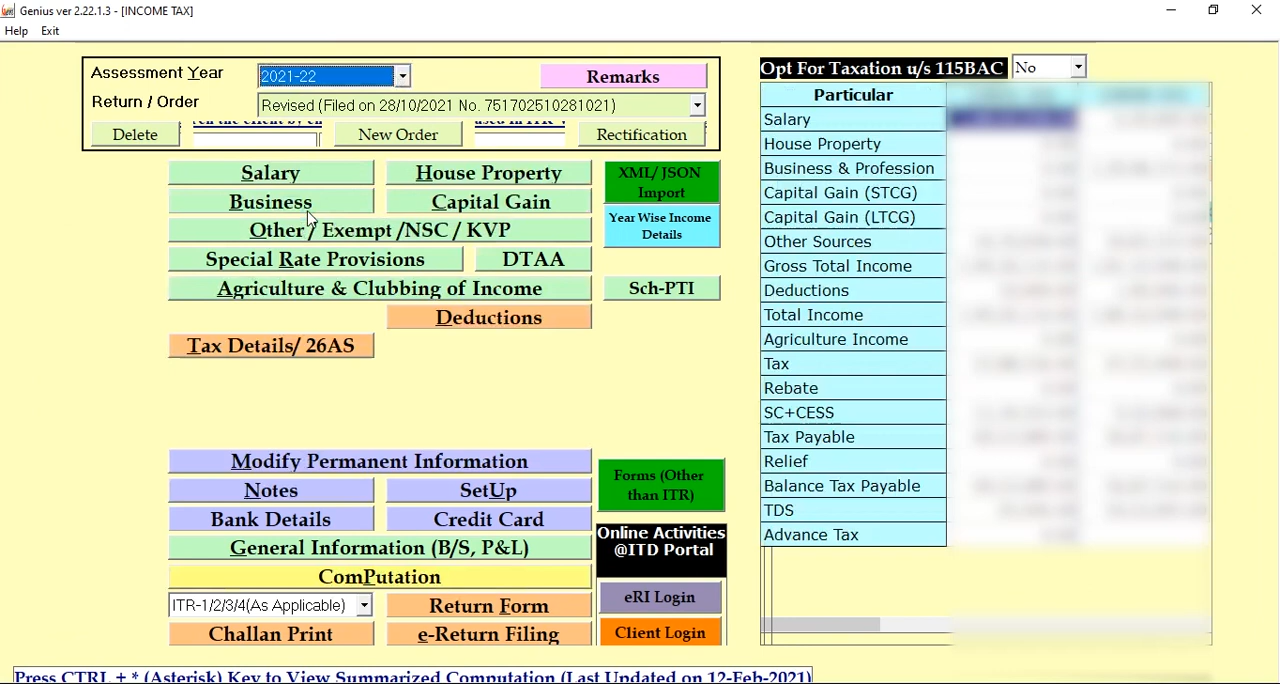 Genius ver 2.22.1.3 - [INCOME TAX]
Help Exit
Assessment Year 2021-22 Remarks
Return / Order Revised (Filed on 28/10/2021 No. 751702510281021)
Delete New Order Rectification
Salary House Property XML/ JSON Import
Business Capital Gain Year Wise Income Details
Other / Exempt /NSC / KVP
Special Rate Provisions DTAA
Agriculture & Clubbing of Income Sch-PTI
Deductions
Tax Details/ 26AS
Modify Permanent Information Forms (Other than ITR)
Notes SetUp
Bank Details Credit Card
Online Activities @ITD Portal
General Information (B/S, P&L)
ComPutation
eRI Login
ITR-1/2/3/4(As Applicable) Return Form
Challan Print e-Return Filing Client Login
Opt For Taxation u/s 115BAC No
Particular
Salary
House Property
Business & Profession
Capital Gain (STCG)
Capital Gain (LTCG)
Other Sources
Gross Total Income
Deductions
Total Income
Agriculture Income
Tax
Rebate
SC+CESS
Tax Payable
Relief
Balance Tax Payable
TDS
Advance Tax
Press CTRL + * (Asterisk) Key to View Summarized Computation (Last Updated on 12-Feb-2021)